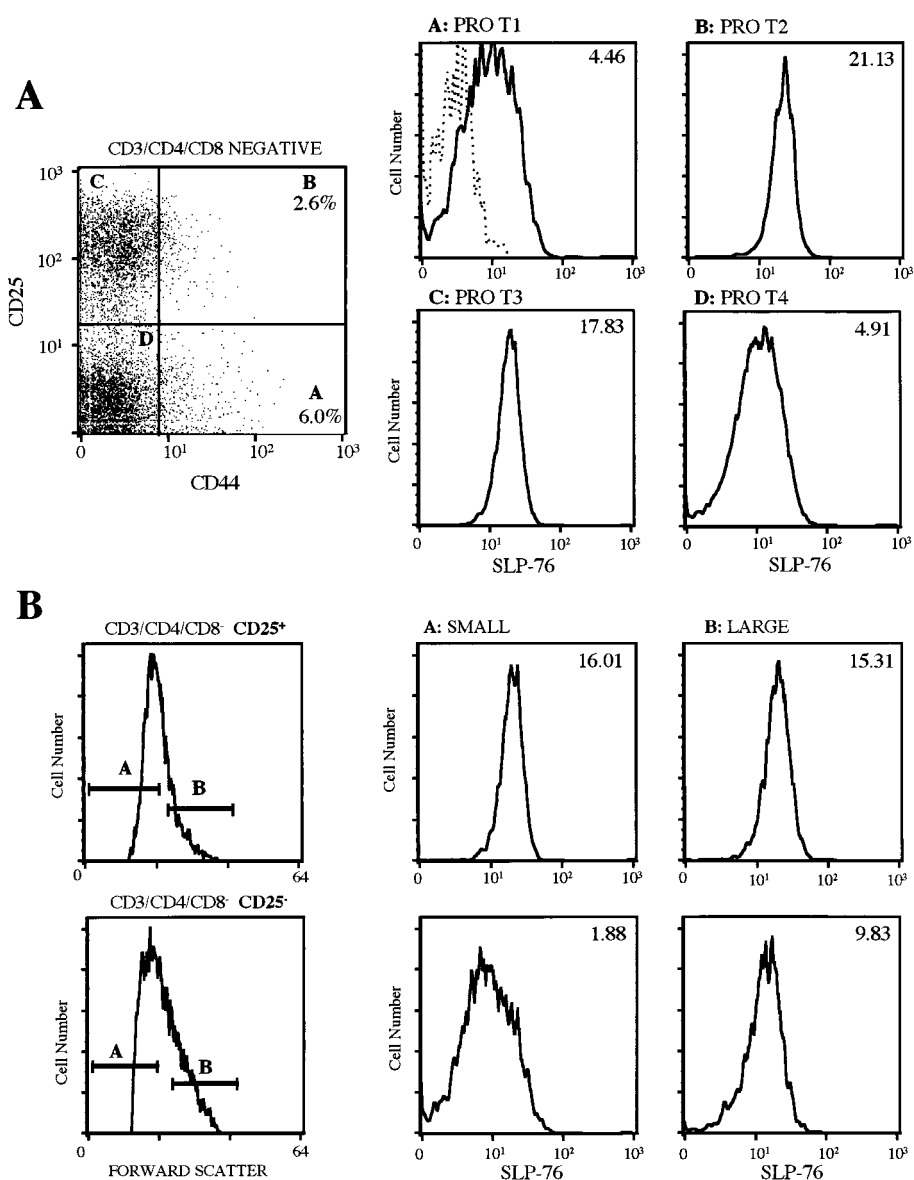 A
CD3/CD4/CD8 NEGATIVE
10³
10²
10¹
CD25
C
B
2.6%
D
A
6.0%
0 10¹ 10² 10³
CD44
A: PRO T1
4.46
Cell Number
0 10¹ 10² 10³
B: PRO T2
21.13
0 10¹ 10² 10³
C: PRO T3
17.83
Cell Number
0 10¹ 10² 10³
SLP-76
D: PRO T4
4.91
0 10¹ 10² 10³
SLP-76
B
CD3/CD4/CD8⁻ CD25⁺
Cell Number
A
B
0 64
A: SMALL
16.01
Cell Number
0 10¹ 10² 10³
B: LARGE
15.31
0 10¹ 10² 10³
CD3/CD4/CD8⁻ CD25⁻
Cell Number
A
B
0 64
FORWARD SCATTER
1.88
Cell Number
0 10¹ 10² 10³
SLP-76
9.83
0 10¹ 10² 10³
SLP-76